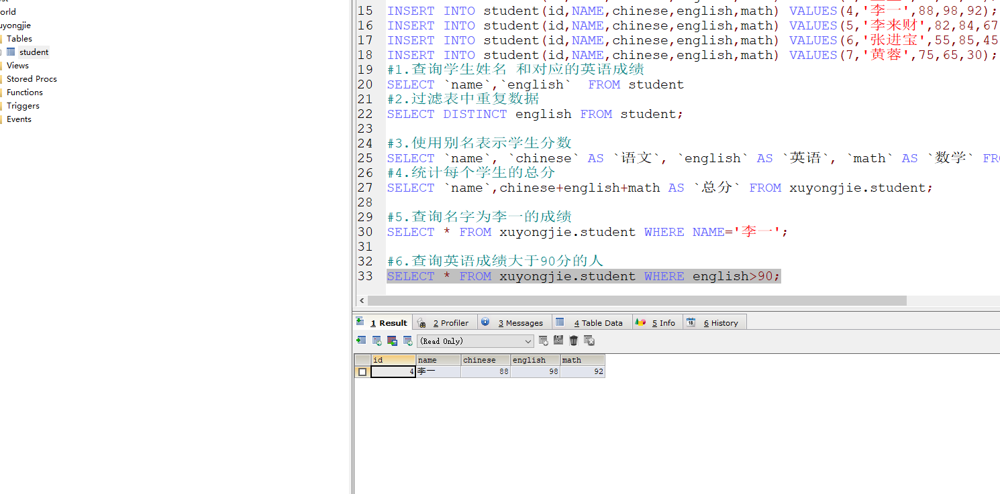 Tables
student
Views
Stored Procs
Functions
Triggers
Events
15 INSERT INTO student(id,NAME,chinese,english,math) VALUES(4,'李一',88,98,92);
16 INSERT INTO student(id,NAME,chinese,english,math) VALUES(5,'李来财',82,84,67
17 INSERT INTO student(id,NAME,chinese,english,math) VALUES(6,'张进宝',55,85,45
18 INSERT INTO student(id,NAME,chinese,english,math) VALUES(7,'黄蓉',75,65,30);
19 #1.查询学生姓名 和对应的英语成绩
20 SELECT `name`,`english`  FROM student
21 #2.过滤表中重复数据
22 SELECT DISTINCT english FROM student;
23
24 #3.使用别名表示学生分数
25 SELECT `name`, `chinese` AS `语文`, `english` AS `英语`, `math` AS `数学` FR
26 #4.统计每个学生的总分
27 SELECT `name`,chinese+english+math AS `总分` FROM xuyongjie.student;
28
29 #5.查询名字为李一的成绩
30 SELECT * FROM xuyongjie.student WHERE NAME='李一';
31
32 #6.查询英语成绩大于90分的人
33 SELECT * FROM xuyongjie.student WHERE english>90;
1 Result 2 Profiler 3 Messages 4 Table Data 5 Info 6 History
(Read Only)
id name chinese english math
4 李一 88 98 92